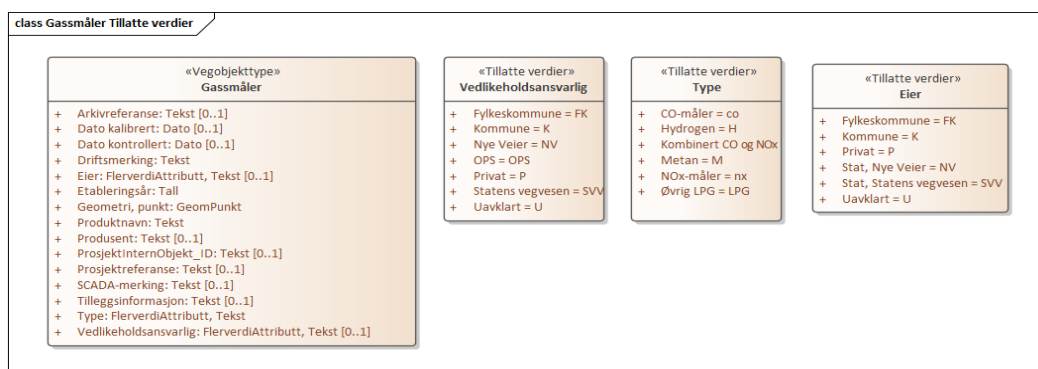 class Gassmåler Tillatte verdier
«Vegobjekttype»
Gassmåler
+ Arkivreferanse: Tekst [0..1]
+ Dato kalibrert: Dato [0..1]
+ Dato kontrollert: Dato [0..1]
+ Driftsmerking: Tekst
+ Eier: FlerverdiAttributt, Tekst [0..1]
+ Etableringsår: Tall
+ Geometri, punkt: GeomPunkt
+ Produktnavn: Tekst
+ Produsent: Tekst [0..1]
+ ProsjektInternObjekt_ID: Tekst [0..1]
+ Prosjektreferanse: Tekst [0..1]
+ SCADA-merking: Tekst [0..1]
+ Tilleggsinformasjon: Tekst [0..1]
+ Type: FlerverdiAttributt, Tekst
+ Vedlikeholdsansvarlig: FlerverdiAttributt, Tekst [0..1]
«Tillatte verdier»
Vedlikeholdsansvarlig
+ Fylkeskommune = FK
+ Kommune = K
+ Nye Veier = NV
+ OPS = OPS
+ Privat = P
+ Statens vegvesen = SVV
+ Uavklart = U
«Tillatte verdier»
Type
+ CO-måler = co
+ Hydrogen = H
+ Kombinert CO og NOx
+ Metan = M
+ NOx-måler = nx
+ Øvrig LPG = LPG
«Tillatte verdier»
Eier
+ Fylkeskommune = FK
+ Kommune = K
+ Privat = P
+ Stat, Nye Veier = NV
+ Stat, Statens vegvesen = SVV
+ Uavklart = U